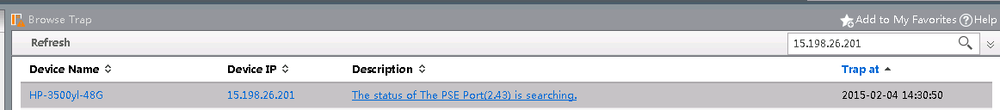 Browse Trap Add to My Favorites Help
Refresh 15.198.26.201
Device Name Device IP Description Trap at
HP-3500yl-48G 15.198.26.201 The status of The PSE Port(2.43) is searching. 2015-02-04 14:30:50